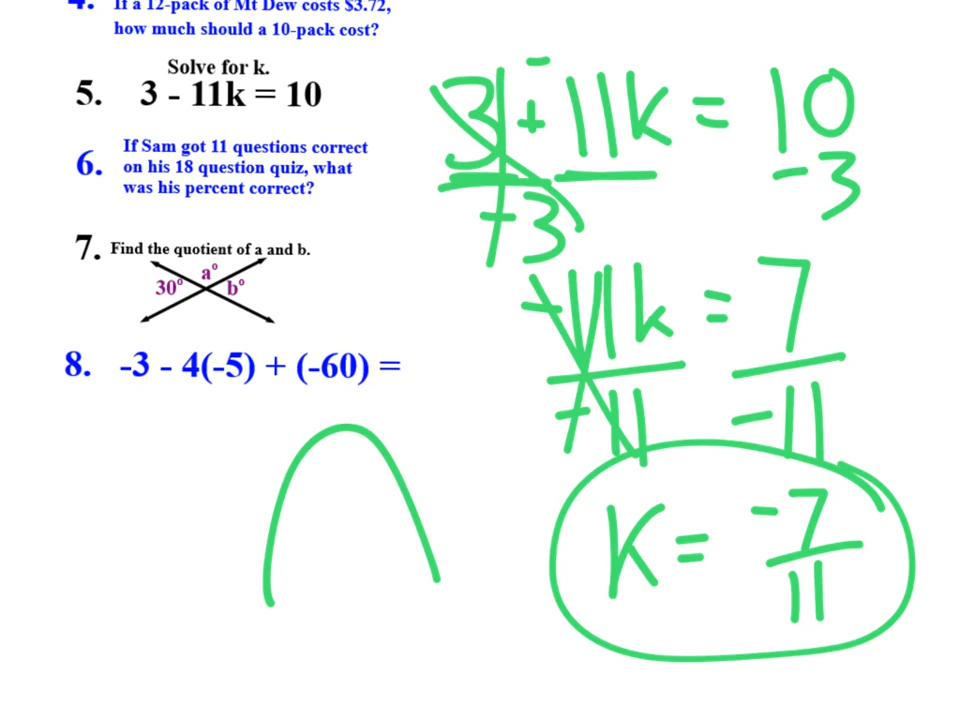 4. If a 12-pack of Mt Dew costs $3.72,
how much should a 10-pack cost?
Solve for k.
5. 3 - 11k = 10
6. If Sam got 11 questions correct
on his 18 question quiz, what
was his percent correct?
7. Find the quotient of a and b.
30° a° b°
8. -3 - 4(-5) + (-60) =
3 + -11k = 10
-3 -3
-11k = 7
-11 -11
K = -7
11